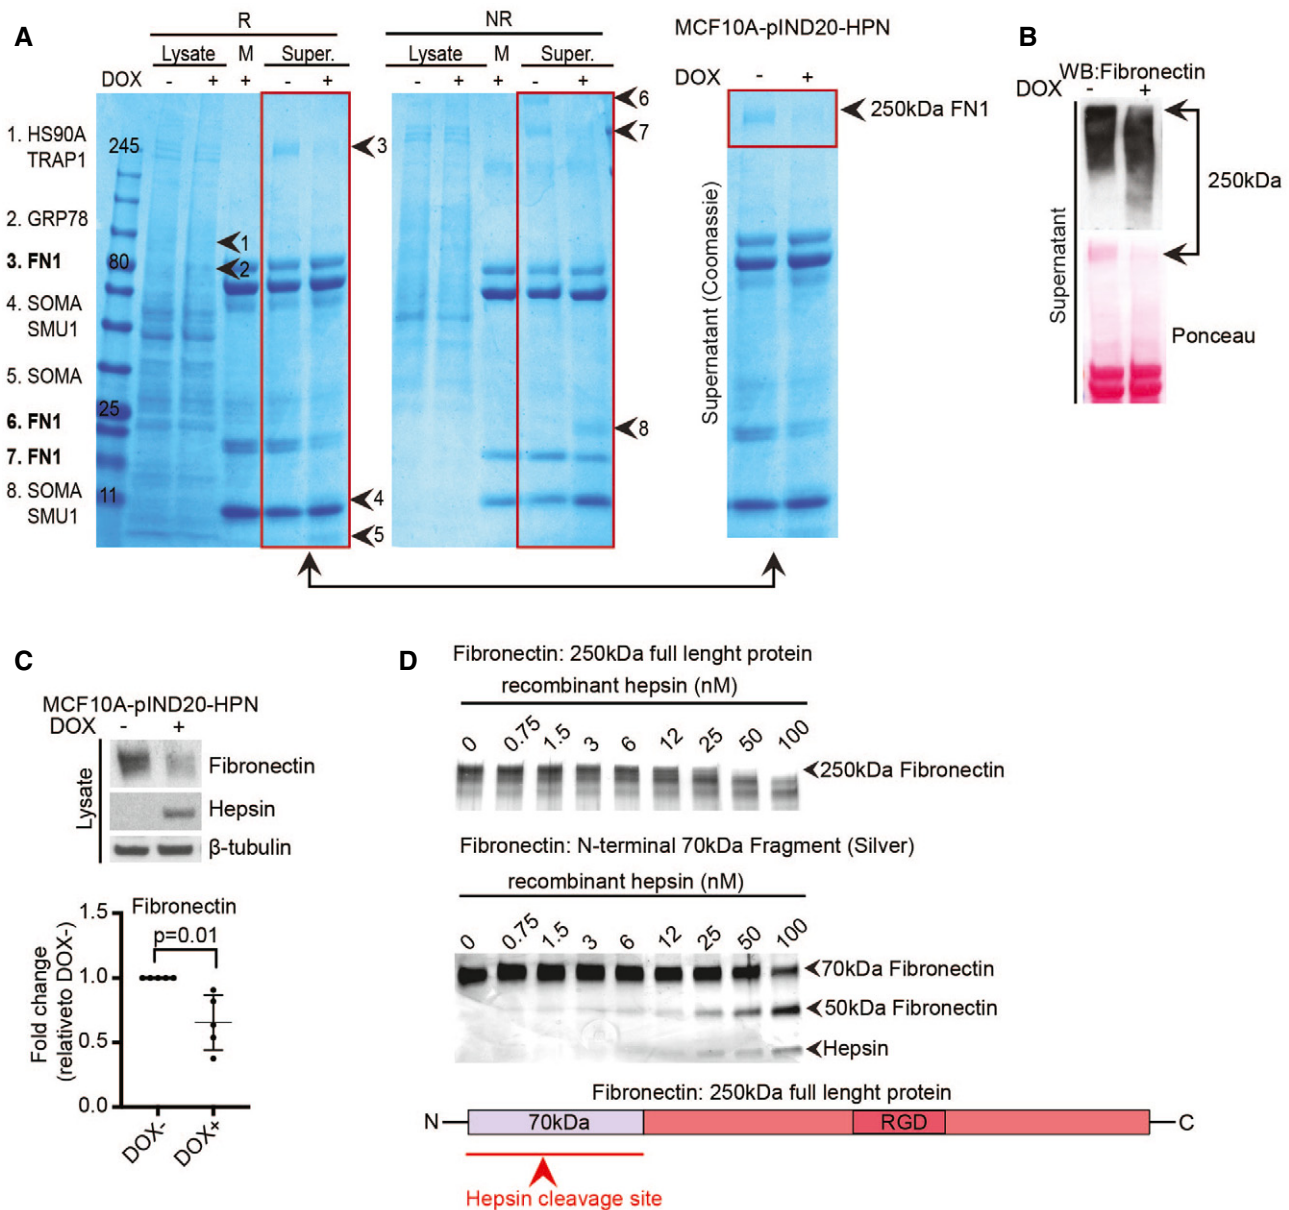 A
R
Lysate M Super.
DOX - + + - +
NR
Lysate M Super.
- + + - +
MCF10A-pIND20-HPN
DOX - +
1. HS90A
TRAP1
2. GRP78
3. FN1
4. SOMA
SMU1
5. SOMA
6. FN1
7. FN1
8. SOMA
SMU1
245
80
25
11
1
2
3
4
5
6
7
8
250kDa FN1
Supernatant (Coomassie)
B
WB:Fibronectin
DOX - +
250kDa
Supernatant
Ponceau
C
MCF10A-pIND20-HPN
DOX - +
Lysate
Fibronectin
Hepsin
β-tubulin
Fibronectin
p=0.01
Fold change
(relativeto DOX-)
1.5
1.0
0.5
0.0
DOX-
DOX+
D
Fibronectin: 250kDa full lenght protein
recombinant hepsin (nM)
0 0.75 1.5 3 6 12 25 50 100
250kDa Fibronectin
Fibronectin: N-terminal 70kDa Fragment (Silver)
recombinant hepsin (nM)
0 0.75 1.5 3 6 12 25 50 100
70kDa Fibronectin
50kDa Fibronectin
Hepsin
Fibronectin: 250kDa full lenght protein
N 70kDa RGD C
Hepsin cleavage site